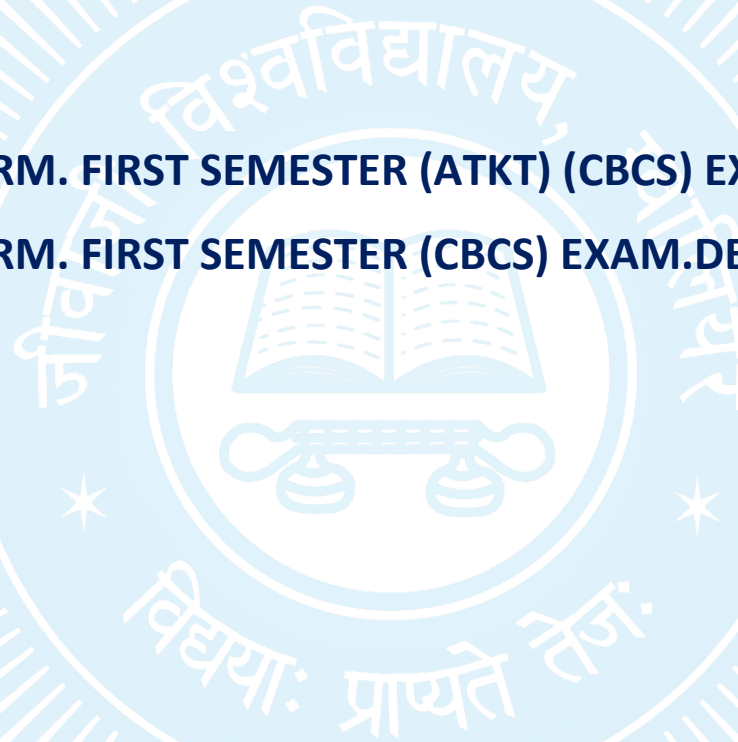 जीवाजी विश्वविद्यालय,
RM. FIRST SEMESTER (ATKT) (CBCS) EX
RM. FIRST SEMESTER (CBCS) EXAM.DE
विद्यया: प्राप्यते तेज: